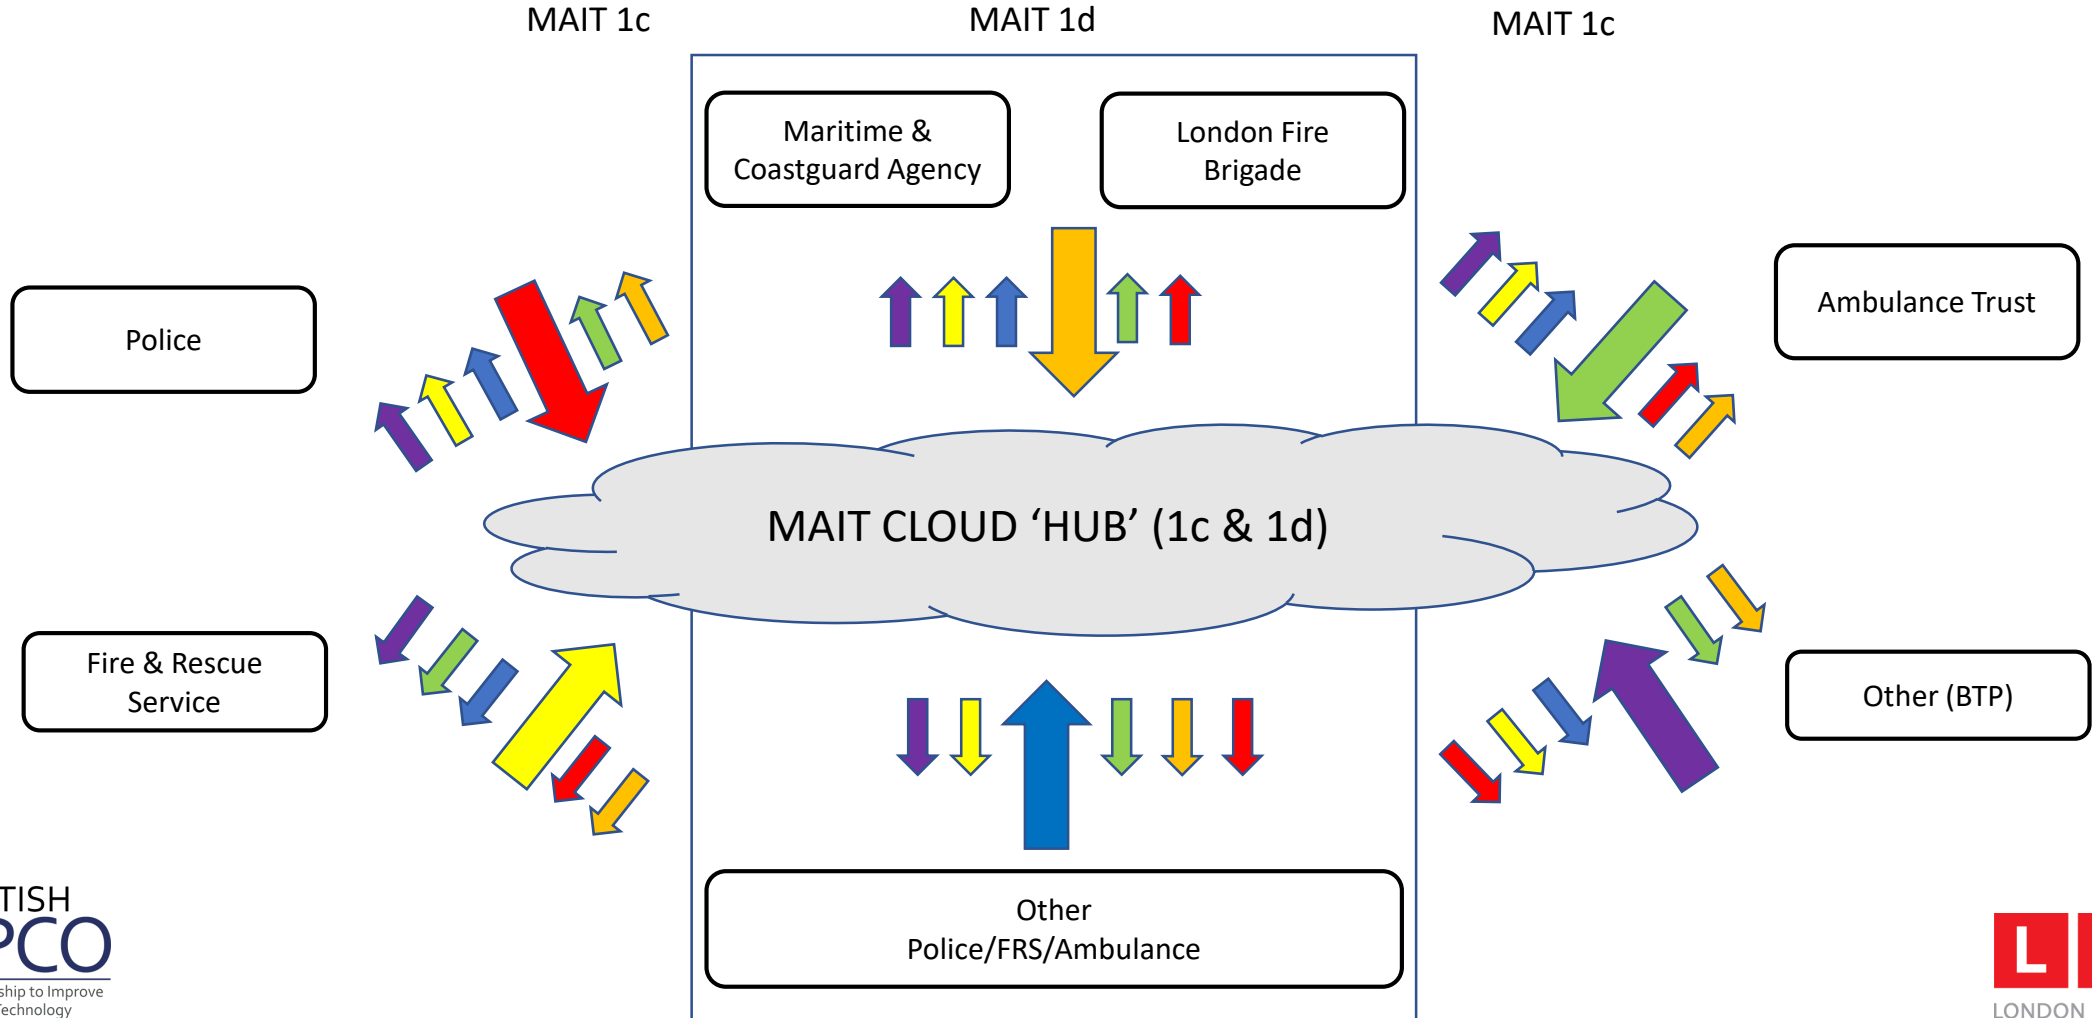 MAIT 1c
MAIT 1d
MAIT 1c
Maritime &
Coastguard Agency
London Fire
Brigade
Police
Ambulance Trust
MAIT CLOUD ‘HUB’ (1c & 1d)
Fire & Rescue
Service
Other (BTP)
Other
Police/FRS/Ambulance
TISH
PCO
ship to Improve
Technology
L
LONDON